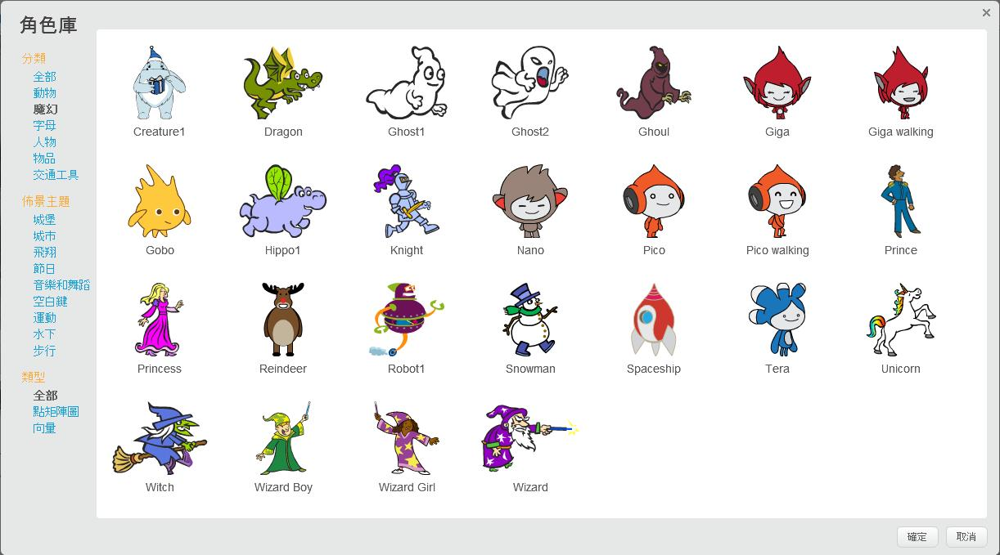 角色庫
分類
全部
動物
魔幻
字母
人物
物品
交通工具
佈景主題
城堡
城市
飛翔
節日
音樂和舞蹈
空白鍵
運動
水下
步行
類型
全部
點矩陣圖
向量
Creature1 Dragon Ghost1 Ghost2 Ghoul Giga Giga walking
Gobo Hippo1 Knight Nano Pico Pico walking Prince
Princess Reindeer Robot1 Snowman Spaceship Tera Unicorn
Witch Wizard Boy Wizard Girl Wizard
確定 取消